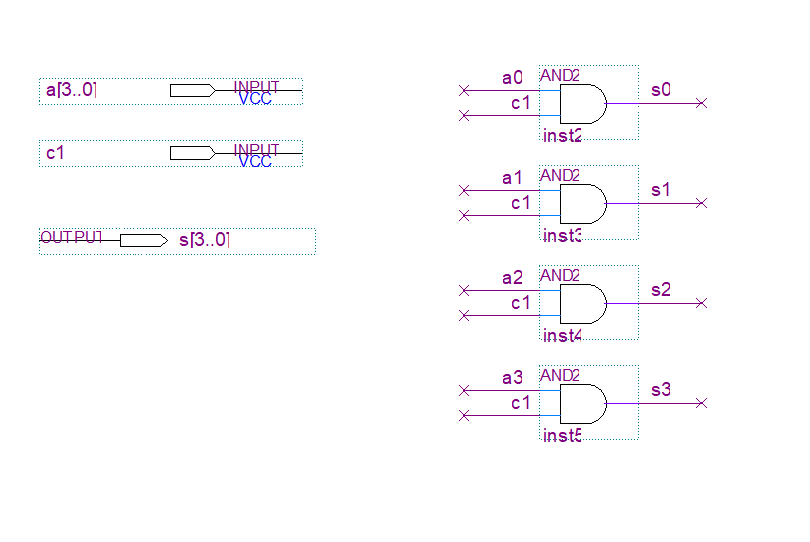 a[3..0] INPUT
VCC
c1 INPUT
VCC
OUTPUT s[3..0]
a0 AND2 s0
c1
inst2
a1 AND2 s1
c1
inst3
a2 AND2 s2
c1
inst4
a3 AND2 s3
c1
inst5